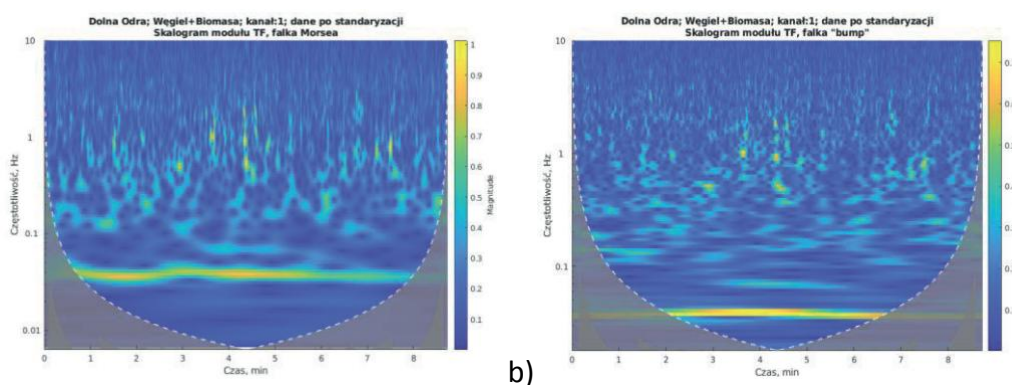 Dolna Odra; Węgiel+Biomasa; kanał:1; dane po standaryzacji
Skalogram modułu TF, falka Morsea
10
1
0.1
0.01
Częstotliwość, Hz
0 1 2 3 4 5 6 7 8
Czas, min
1
0.9
0.8
0.7
0.6
0.5
0.4
0.3
0.2
0.1
Magnitude
b)
Dolna Odra; Węgiel+Biomasa; kanał:1; dane po standaryzacji
Skalogram modułu TF, falka "bump"
10
1
0.1
Częstotliwość, Hz
0 1 2 3 4 5 6 7 8
Czas, min